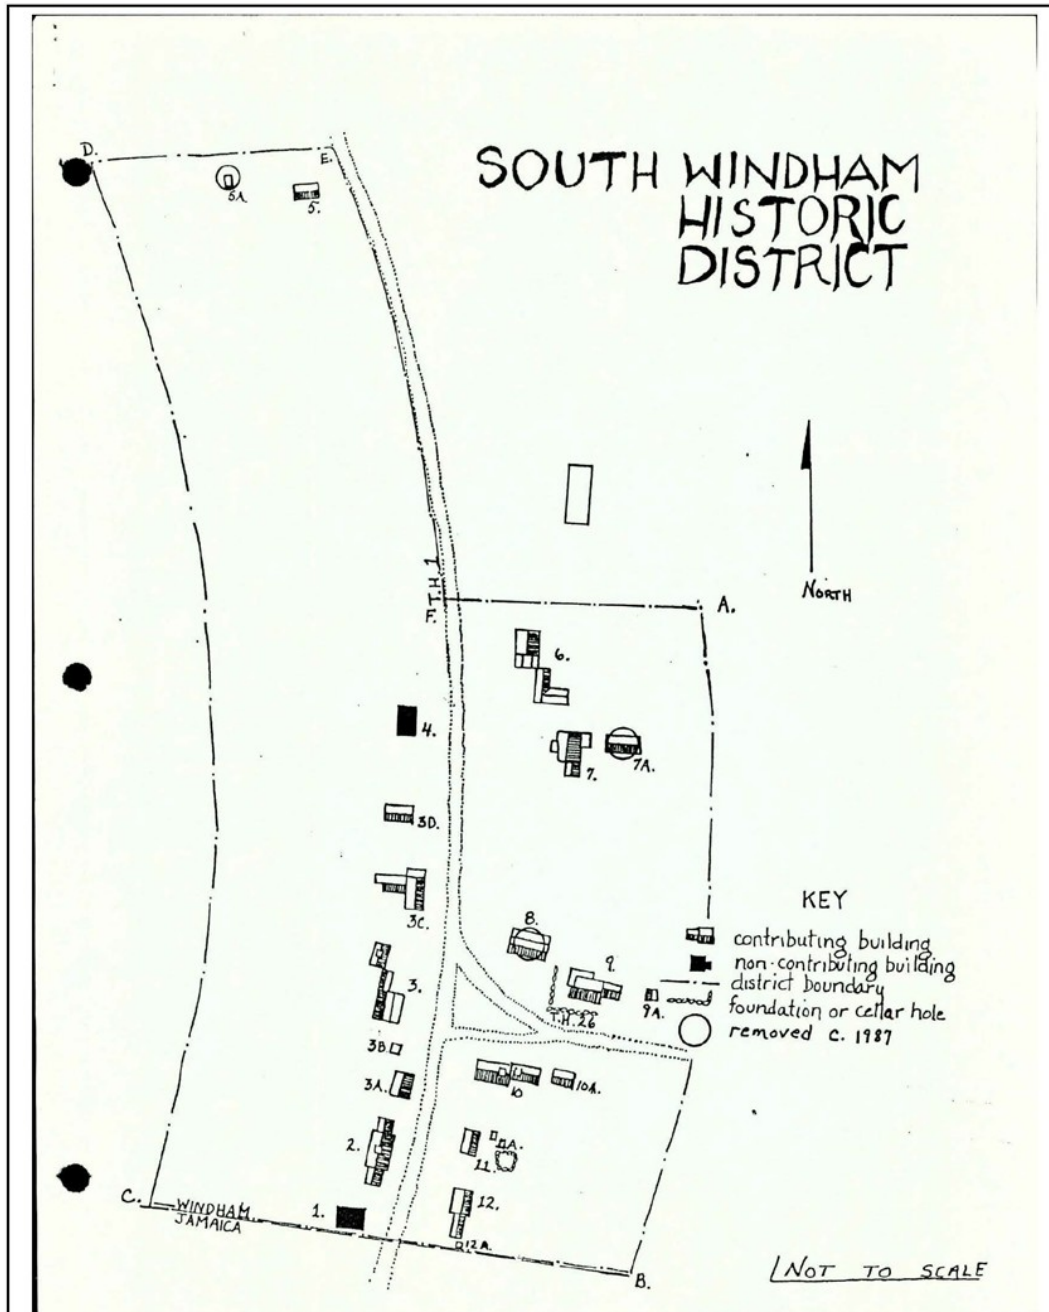 SOUTH WINDHAM
HISTORIC
DISTRICT
D.
E.
5A
5.
NORTH
T.H. 1
F.
A.
6.
4.
7.
7A.
3D.
3C.
KEY
contributing building
non-contributing building
district boundary
foundation or cellar hole
removed c. 1987
8.
9.
9A.
T.H. 26
3.
3B
3A.
10
10A.
2.
11.
11A.
12.
12A.
C.
WINDHAM
JAMAICA
1.
B.
NOT TO SCALE